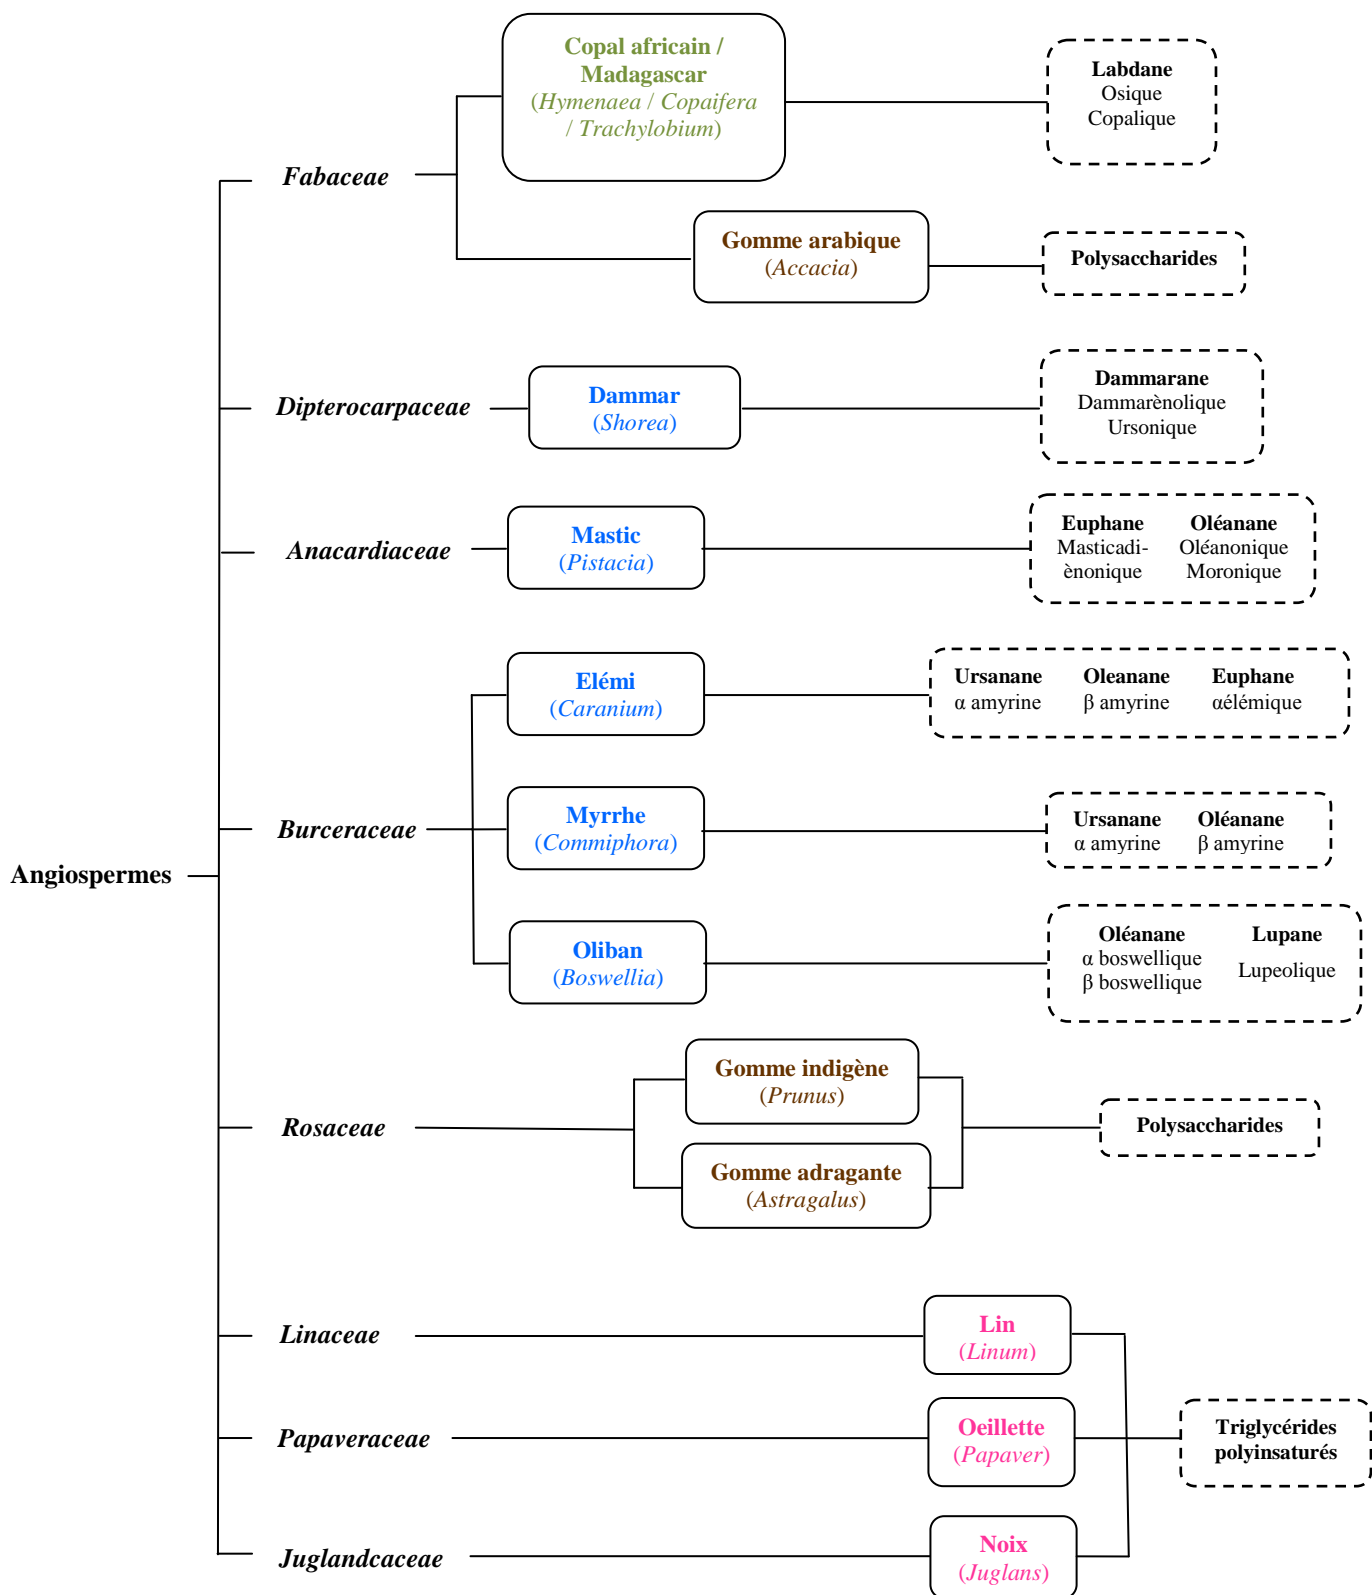 Copal africain /
Madagascar
(Hymenaea / Copaifera
/ Trachylobium)
Labdane
Osique
Copalique
Fabaceae
Gomme arabique
(Accacia)
Polysaccharides
Dipterocarpaceae
Dammar
(Shorea)
Dammarane
Dammarènolique
Ursonique
Anacardiaceae
Mastic
(Pistacia)
Euphane
Masticadi-
ènonique
Oléanane
Oléanonique
Moronique
Elémi
(Caranium)
Ursanane
α amyrine
Oleanane
β amyrine
Euphane
αélémique
Burceraceae
Myrrhe
(Commiphora)
Ursanane
α amyrine
Oléanane
β amyrine
Angiospermes
Oliban
(Boswellia)
Oléanane
α boswellique
β boswellique
Lupane
Lupeolique
Rosaceae
Gomme indigène
(Prunus)
Gomme adragante
(Astragalus)
Polysaccharides
Linaceae
Lin
(Linum)
Papaveraceae
Oeillette
(Papaver)
Triglycérides
polyinsaturés
Juglandcaceae
Noix
(Juglans)